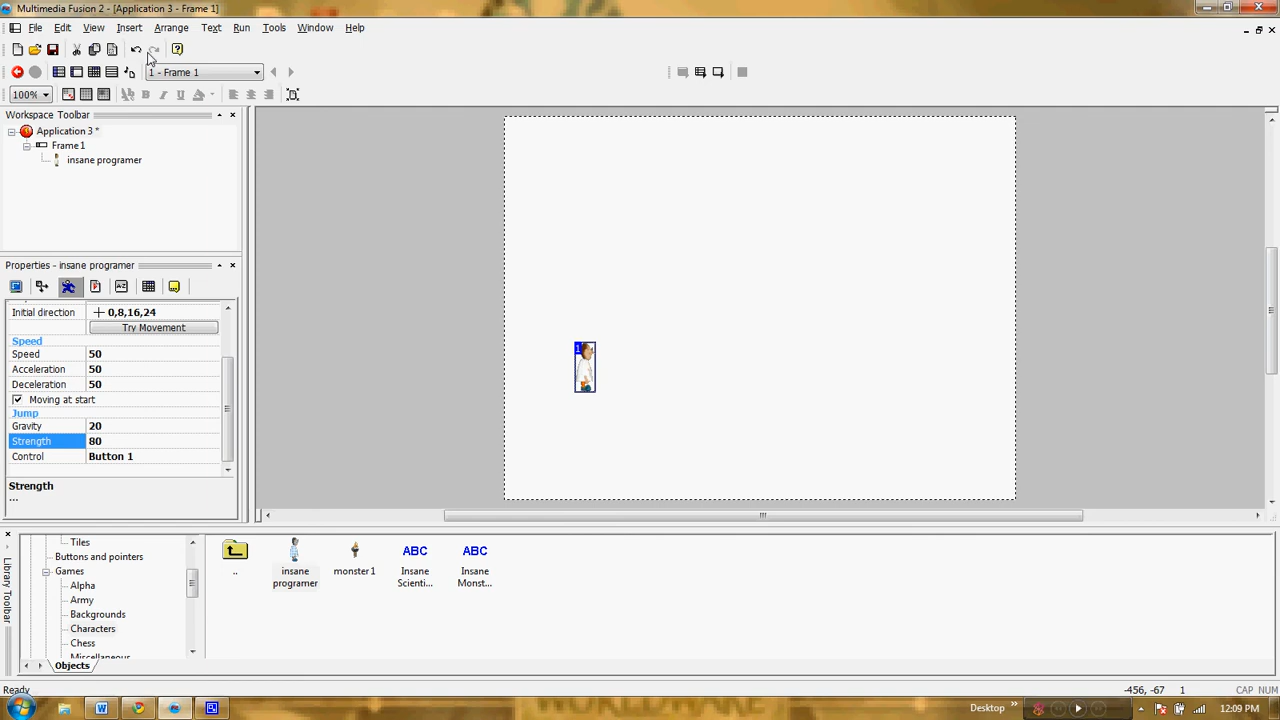 Multimedia Fusion 2 - [Application 3 - Frame 1]
File Edit View Insert Arrange Text Run Tools Window Help
1 - Frame 1
100%
Workspace Toolbar
Application 3 *
Frame 1
insane programer
Properties - insane programer
Initial direction 0,8,16,24
Try Movement
Speed
Speed 50
Acceleration 50
Deceleration 50
Moving at start
Jump
Gravity 20
Strength 80
Control Button 1
Strength
...
1
Library Toolbar
Tiles
Buttons and pointers
Games
Alpha
Army
Backgrounds
Characters
Chess
Miscellaneous
Objects
..
insane programer
monster 1
ABC
Insane Scienti...
ABC
Insane Monst...
Ready
-456, -67 1
CAP NUM
Desktop
12:09 PM